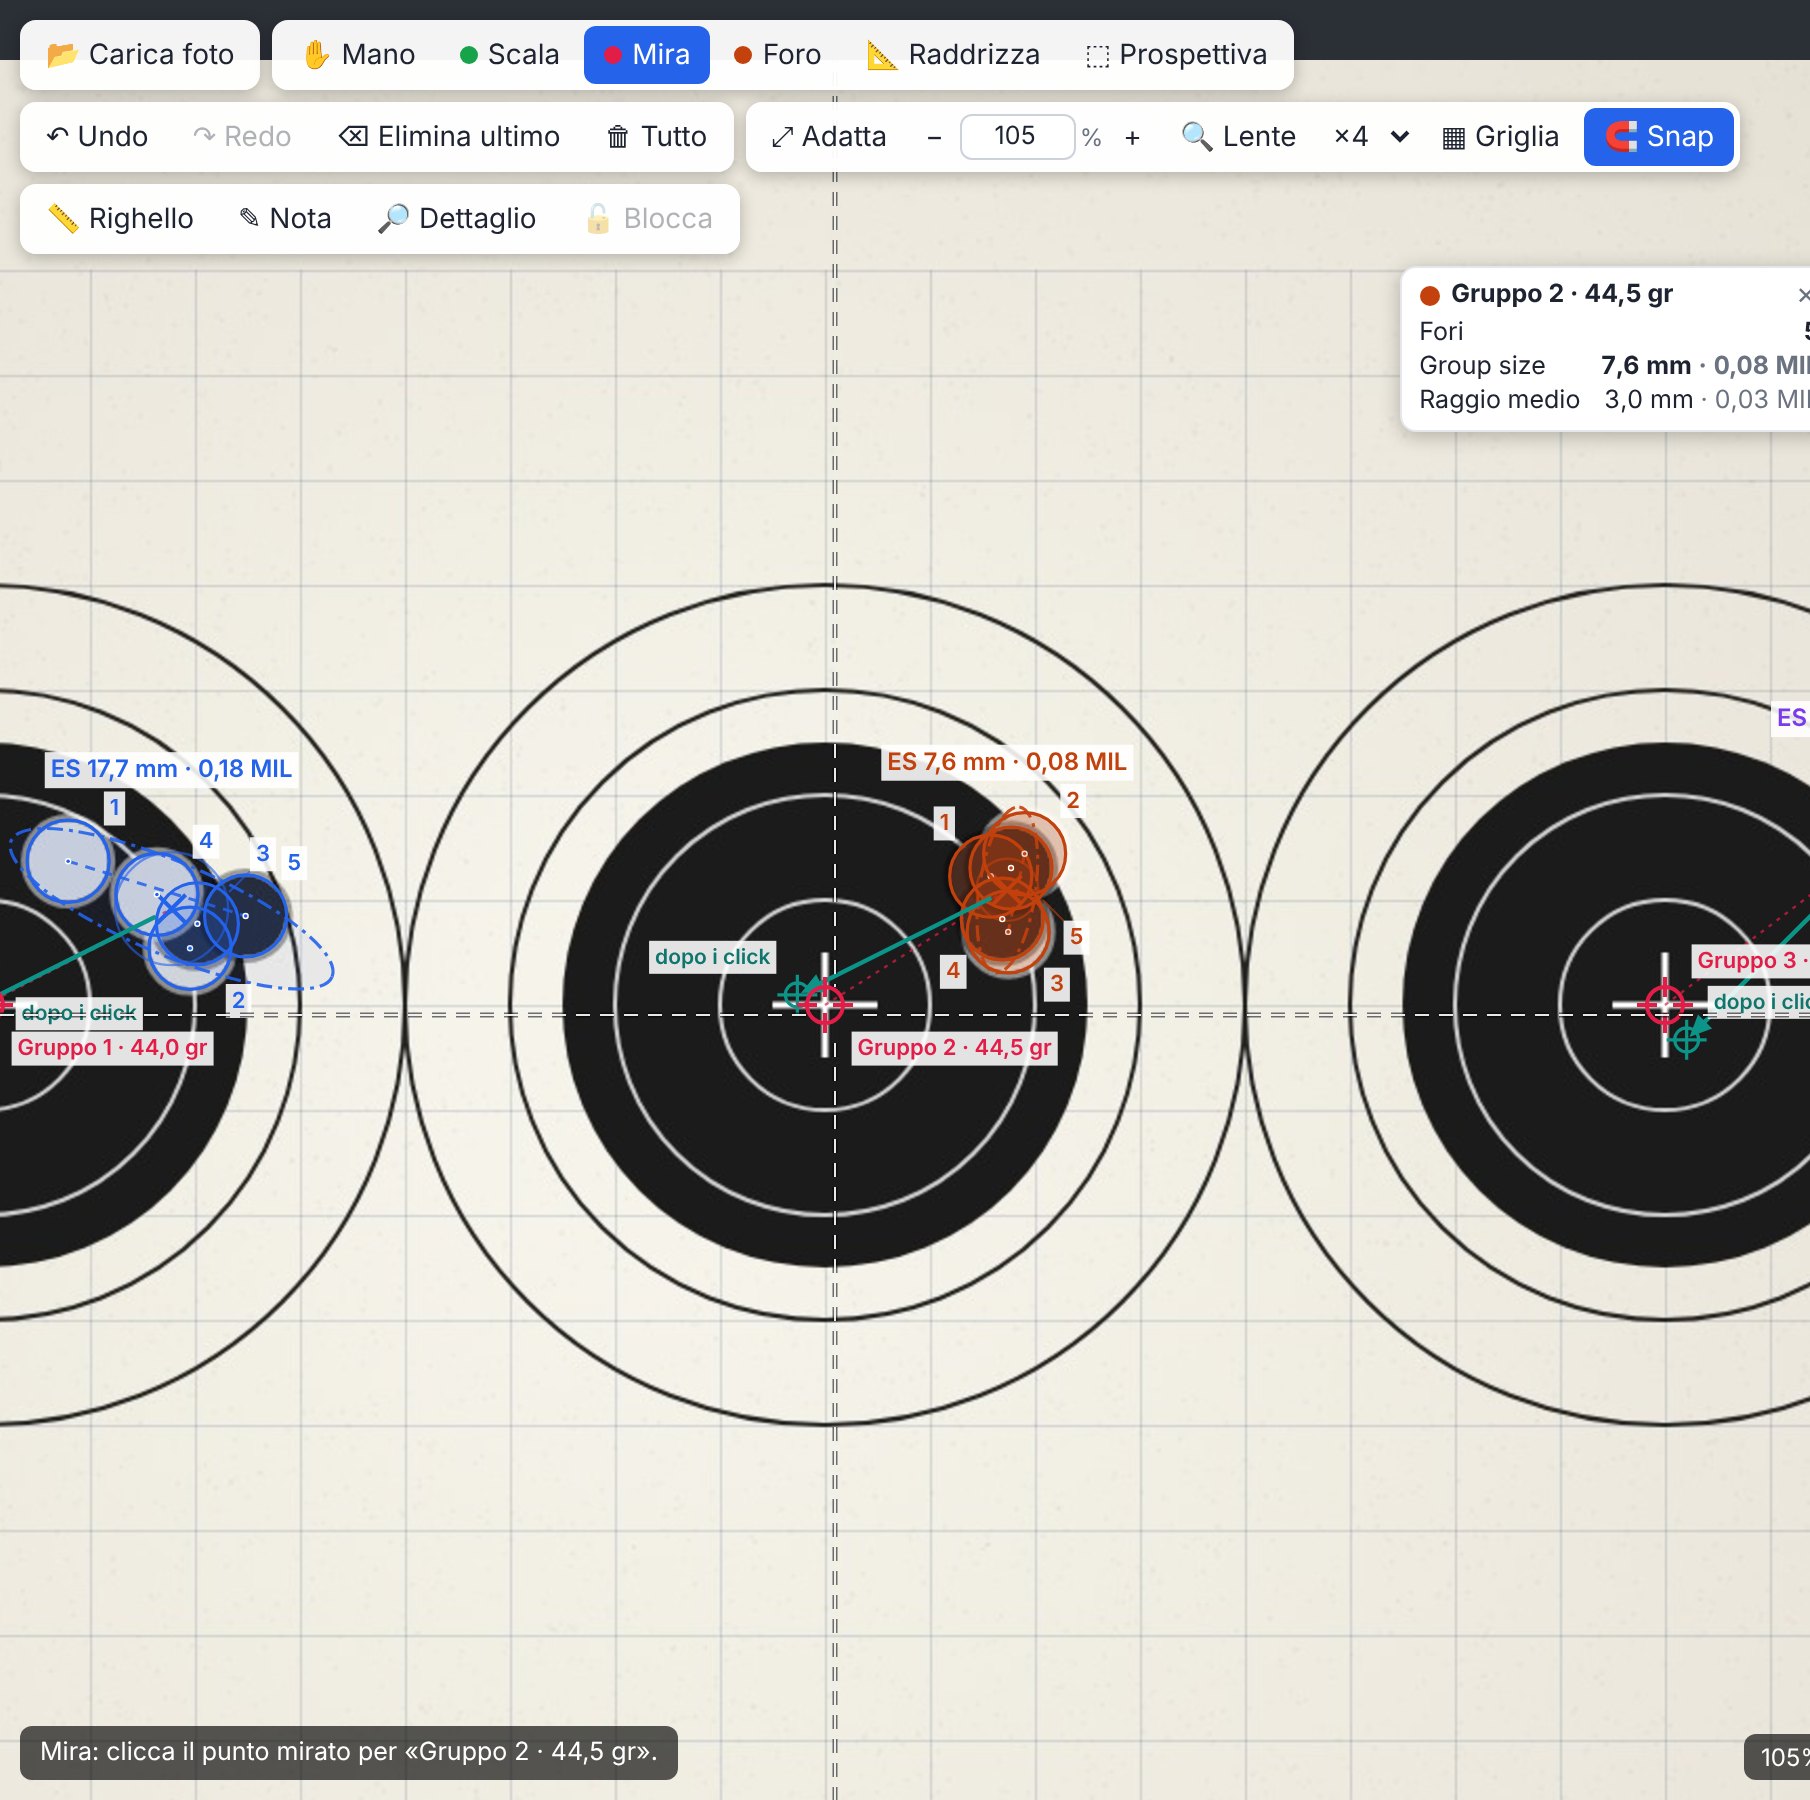 📂 Carica foto
✋ Mano
Scala
Mira
Foro
📐 Raddrizza
Prospettiva
↶ Undo
↷ Redo
⌫ Elimina ultimo
🗑 Tutto
⤢ Adatta
− 105 % +
🔍 Lente
×4
▦ Griglia
🧲 Snap
📏 Righello
✎ Nota
🔎 Dettaglio
🔓 Blocca
Gruppo 2 · 44,5 gr
Fori
Group size 7,6 mm · 0,08
Raggio medio 3,0 mm · 0,03
ES
ES 17,7 mm · 0,18 MIL
ES 7,6 mm · 0,08 MIL
1
4
3
5
2
1
2
5
4
3
dopo i click
dopo i click
Gruppo 1 · 44,0 gr
Gruppo 2 · 44,5 gr
Gruppo 3 ·
dopo i
Mira: clicca il punto mirato per «Gruppo 2 · 44,5 gr».
105%